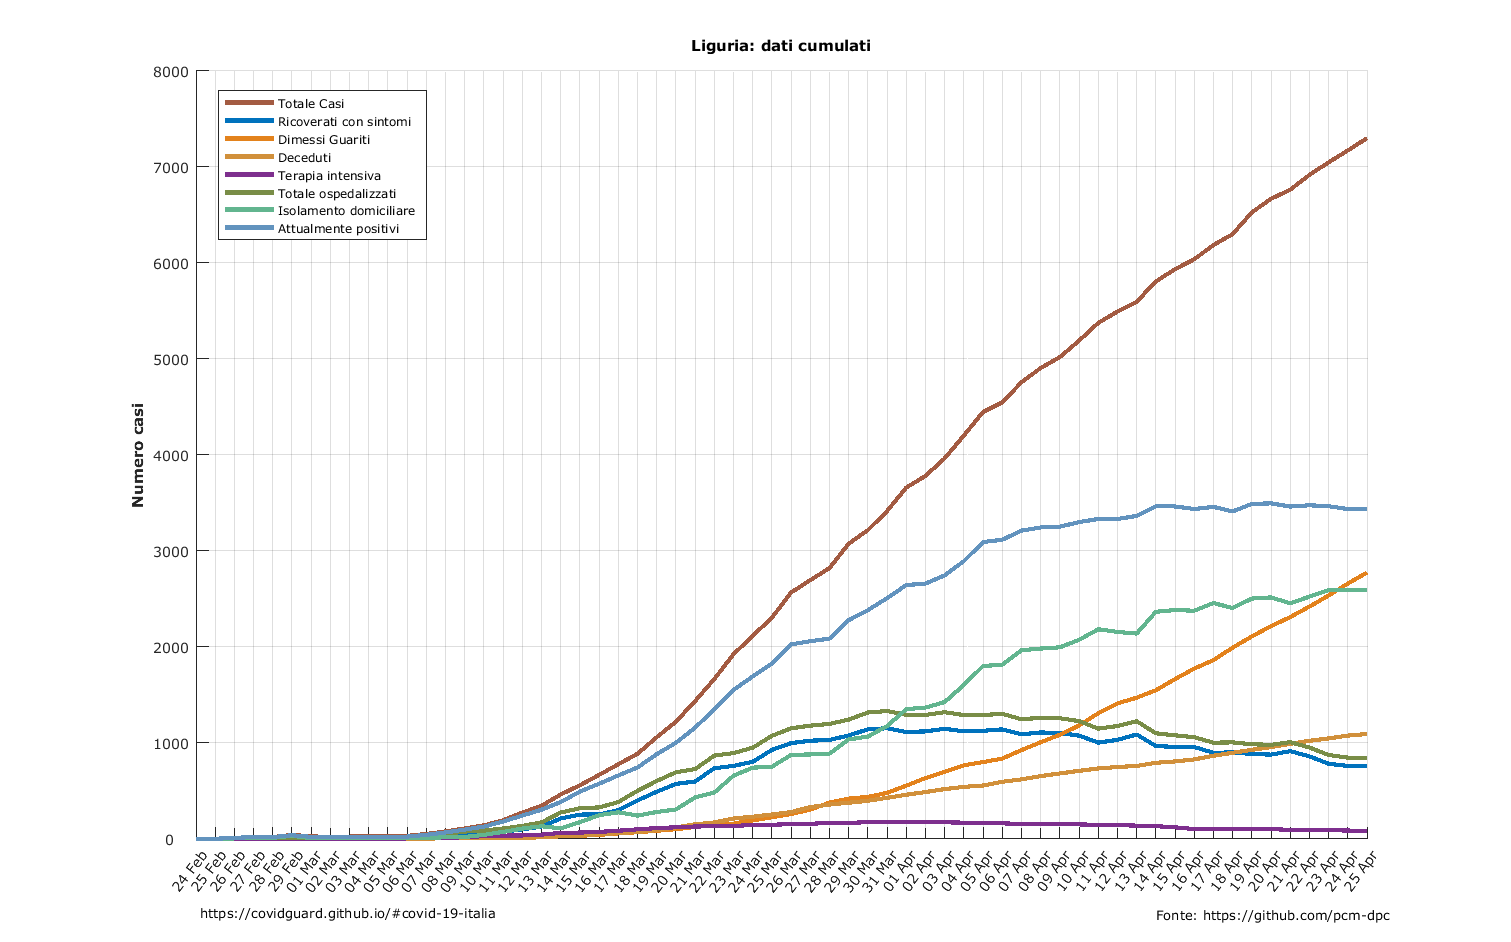 Liguria: dati cumulati
8000
7000
6000
5000
4000
3000
2000
1000
0
Numero casi
Totale Casi
Ricoverati con sintomi
Dimessi Guariti
Deceduti
Terapia intensiva
Totale ospedalizzati
Isolamento domiciliare
Attualmente positivi
24 Feb
25 Feb
26 Feb
27 Feb
28 Feb
29 Feb
01 Mar
02 Mar
03 Mar
04 Mar
05 Mar
06 Mar
07 Mar
08 Mar
09 Mar
10 Mar
11 Mar
12 Mar
13 Mar
14 Mar
15 Mar
16 Mar
17 Mar
18 Mar
19 Mar
20 Mar
21 Mar
22 Mar
23 Mar
24 Mar
25 Mar
26 Mar
27 Mar
28 Mar
29 Mar
30 Mar
31 Mar
01 Apr
02 Apr
03 Apr
04 Apr
05 Apr
06 Apr
07 Apr
08 Apr
09 Apr
10 Apr
11 Apr
12 Apr
13 Apr
14 Apr
15 Apr
16 Apr
17 Apr
18 Apr
19 Apr
20 Apr
21 Apr
22 Apr
23 Apr
24 Apr
25 Apr
https://covidguard.github.io/#covid-19-italia
Fonte: https://github.com/pcm-dpc